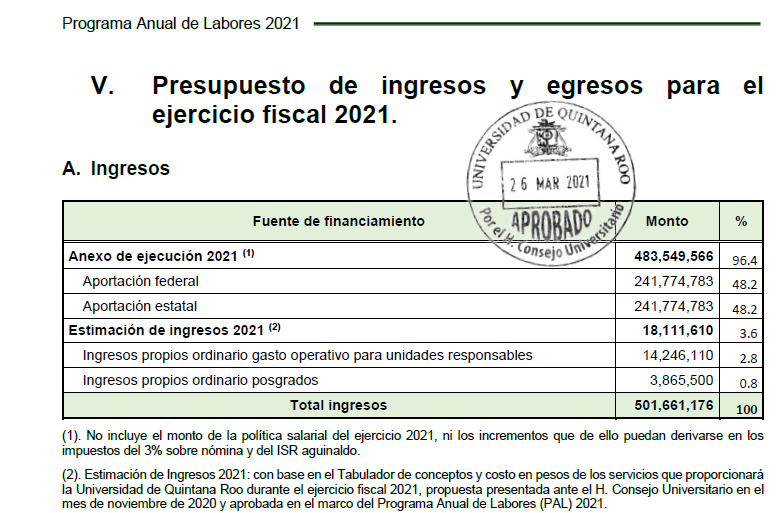 Programa Anual de Labores 2021
V. Presupuesto de ingresos y egresos para el
ejercicio fiscal 2021.
UNIVERSIDAD DE QUINTANA ROO
26 MAR 2021
APROBADO
Por el H. Consejo Universitario
A. Ingresos
Fuente de financiamiento Monto %
Anexo de ejecución 2021 (1) 483,549,566 96.4
Aportación federal 241,774,783 48.2
Aportación estatal 241,774,783 48.2
Estimación de ingresos 2021 (2) 18,111,610 3.6
Ingresos propios ordinario gasto operativo para unidades responsables 14,246,110 2.8
Ingresos propios ordinario posgrados 3,865,500 0.8
Total ingresos 501,661,176 100
(1). No incluye el monto de la política salarial del ejercicio 2021, ni los incrementos que de ello puedan derivarse en los
impuestos del 3% sobre nómina y del ISR aguinaldo.
(2). Estimación de Ingresos 2021: con base en el Tabulador de conceptos y costo en pesos de los servicios que proporcionará
la Universidad de Quintana Roo durante el ejercicio fiscal 2021, propuesta presentada ante el H. Consejo Universitario en el
mes de noviembre de 2020 y aprobada en el marco del Programa Anual de Labores (PAL) 2021.